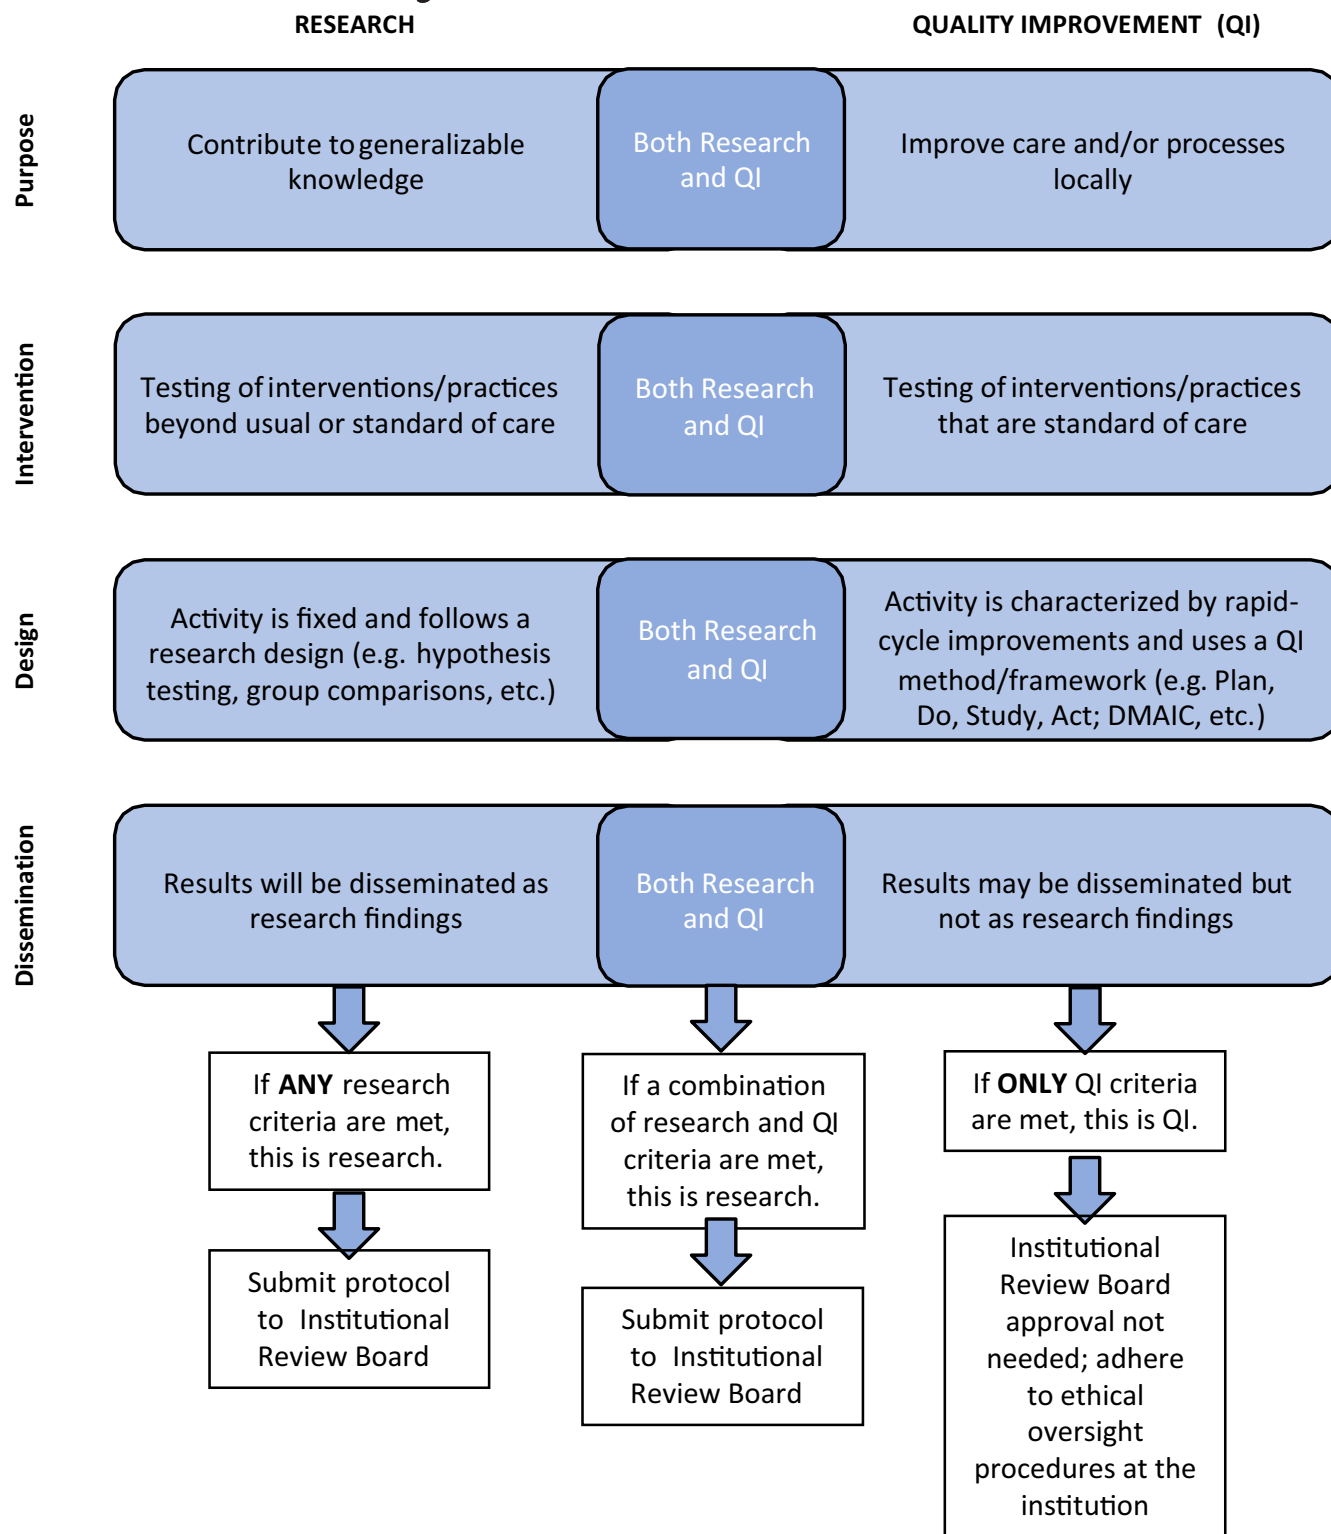 RESEARCH
QUALITY IMPROVEMENT (QI)
Purpose
Contribute to generalizable
knowledge
Both Research
and QI
Improve care and/or processes
locally
Intervention
Testing of interventions/practices
beyond usual or standard of care
Both Research
and QI
Testing of interventions/practices
that are standard of care
Design
Activity is fixed and follows a
research design (e.g. hypothesis
testing, group comparisons, etc.)
Both Research
and QI
Activity is characterized by rapid-
cycle improvements and uses a QI
method/framework (e.g. Plan,
Do, Study, Act; DMAIC, etc.)
Dissemination
Results will be disseminated as
research findings
Both Research
and QI
Results may be disseminated but
not as research findings
If ANY research
criteria are met,
this is research.
If a combination
of research and QI
criteria are met,
this is research.
If ONLY QI criteria
are met, this is QI.
Submit protocol
to Institutional
Review Board
Submit protocol
to Institutional
Review Board
Institutional
Review Board
approval not
needed; adhere
to ethical
oversight
procedures at the
institution